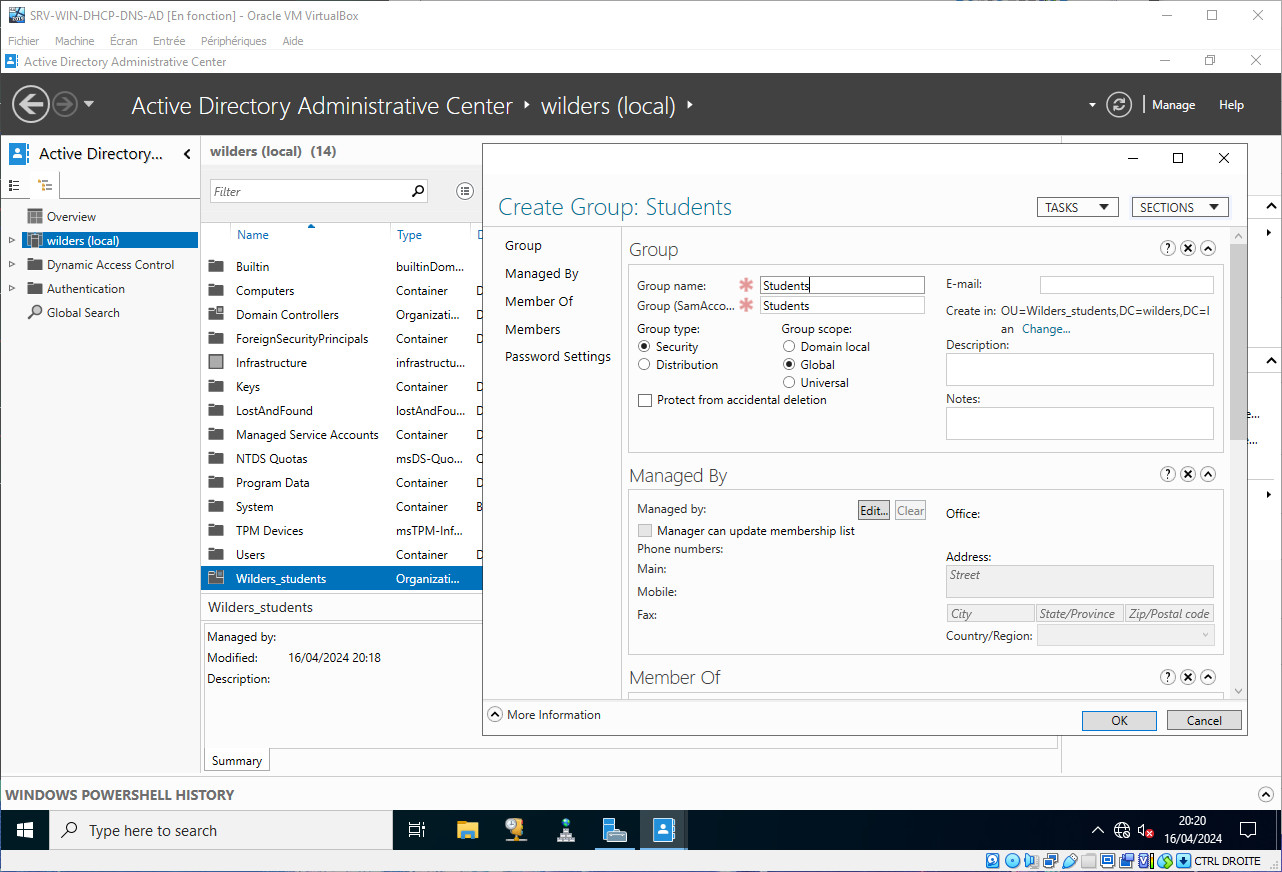 SRV-WIN-DHCP-DNS-AD [En fonction] - Oracle VM VirtualBox
Fichier Machine Écran Entrée Périphériques Aide
Active Directory Administrative Center
Active Directory Administrative Center wilders (local)
Manage Help
Active Directory...
Overview
wilders (local)
Dynamic Access Control
Authentication
Global Search
wilders (local) (14)
Filter
Name Type D
Builtin builtinDom...
Computers Container D
Domain Controllers Organizati... D
ForeignSecurityPrincipals Container D
Infrastructure infrastructu...
Keys Container D
LostAndFound lostAndFou... D
Managed Service Accounts Container D
NTDS Quotas msDS-Quo...
Program Data Container D
System Container B
TPM Devices msTPM-Inf...
Users Container D
Wilders_students Organizati...
Wilders_students
Managed by:
Modified: 16/04/2024 20:18
Description:
Summary
Create Group: Students
TASKS SECTIONS
Group
Managed By
Member Of
Members
Password Settings
Group
Group name: Students
Group (SamAcco... Students
Group type: Group scope:
Security Domain local
Distribution Global
Universal
Protect from accidental deletion
E-mail:
Create in: OU=Wilders_students,DC=wilders,DC=l
an Change...
Description:
Notes:
Managed By
Managed by: Edit... Clear
Manager can update membership list
Phone numbers:
Main:
Mobile:
Fax:
Office:
Address:
Street
City State/Province Zip/Postal code
Country/Region:
Member Of
More Information
OK Cancel
WINDOWS POWERSHELL HISTORY
Type here to search
20:20
16/04/2024
CTRL DROITE